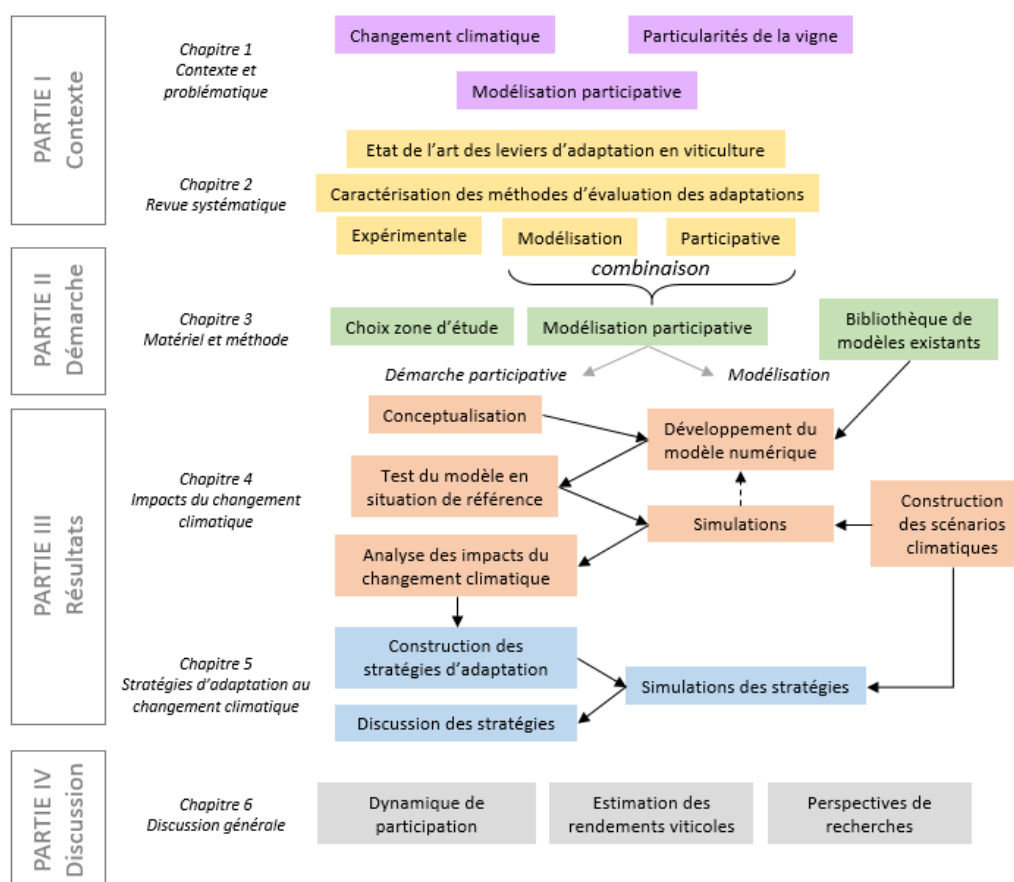 PARTIE I
Contexte
Chapitre 1
Contexte et
problématique
Changement climatique
Particularités de la vigne
Modélisation participative
Chapitre 2
Revue systématique
Etat de l'art des leviers d'adaptation en viticulture
Caractérisation des méthodes d'évaluation des adaptations
Expérimentale
Modélisation
Participative
combinaison
PARTIE II
Démarche
Chapitre 3
Matériel et méthode
Choix zone d'étude
Modélisation participative
Bibliothèque de
modèles existants
Démarche participative
Modélisation
PARTIE III
Résultats
Chapitre 4
Impacts du changement
climatique
Conceptualisation
Développement du
modèle numérique
Test du modèle en
situation de référence
Simulations
Construction
des scénarios
climatiques
Analyse des impacts du
changement climatique
Chapitre 5
Stratégies d'adaptation au
changement climatique
Construction des
stratégies d'adaptation
Simulations des stratégies
Discussion des stratégies
PARTIE IV
Discussion
Chapitre 6
Discussion générale
Dynamique de
participation
Estimation des
rendements viticoles
Perspectives de
recherches